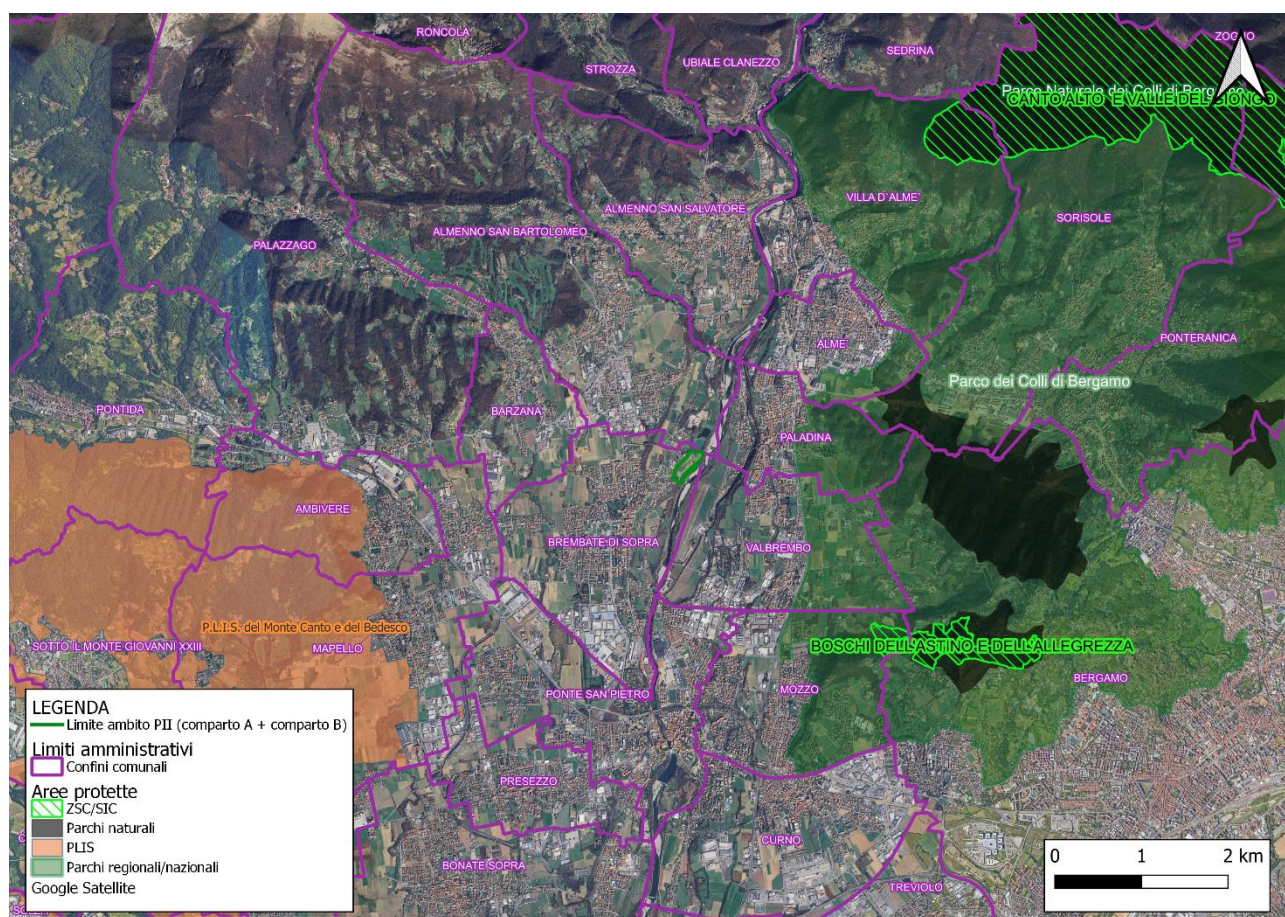 RONCOLA
STROZZA
UBIALE CLANEZZO
SEDRINA
ZOGNO
Parco Naturale dei Colli di Bergamo
CANTO ALTO E VALLE DEL GIONGO
VILLA D'ALME'
ALMENNO SAN SALVATORE
SORISOLE
ALMENNO SAN BARTOLOMEO
PALAZZAGO
PONTERANICA
ALME'
Parco dei Colli di Bergamo
PONTIDA
BARZANA
PALADINA
AMBIVERE
BREMBATE DI SOPRA
VALBREMBO
P.L.I.S. del Monte Canto e del Bedesco
SOTTO IL MONTE GIOVANNI XXIII
MAPELLO
BOSCHI DELL'ASTINO E DELL'ALLEGREZZA
BERGAMO
PONTE SAN PIETRO
MOZZO
PRESEZZO
CURNO
BONATE SOPRA
TREVIOLO
LEGENDA
Limite ambito PII (comparto A + comparto B)
Limiti amministrativi
Confini comunali
Aree protette
ZSC/SIC
Parchi naturali
PLIS
Parchi regionali/nazionali
Google Satellite
0 1 2 km